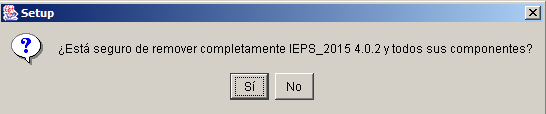 Setup
¿Está seguro de remover completamente IEPS_2015 4.0.2 y todos sus componentes?
Sí No